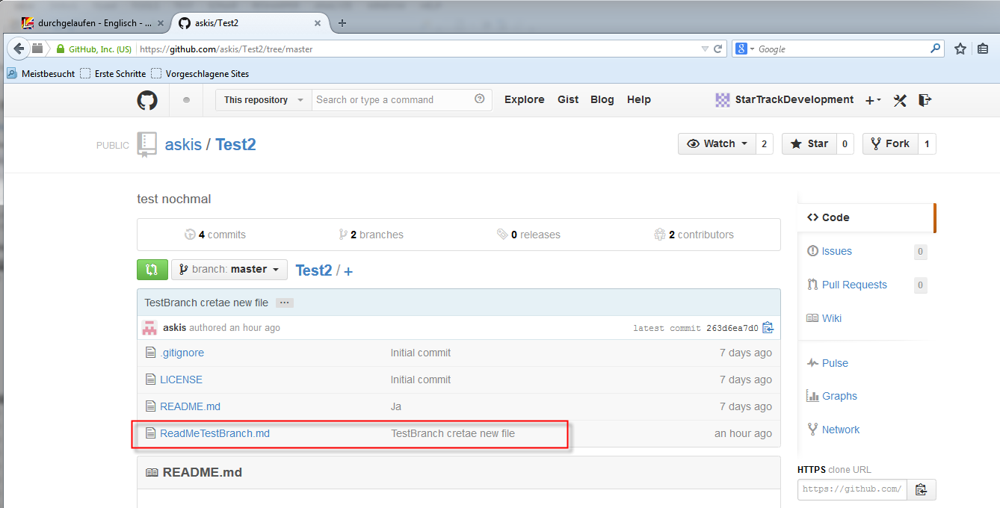 durchgelaufen - Englisch - ... × askis/Test2 × +
GitHub, Inc. (US) https://github.com/askis/Test2/tree/master 8 Google
Meistbesucht Erste Schritte Vorgeschlagene Sites
This repository Search or type a command Explore Gist Blog Help StarTrackDevelopment +
PUBLIC askis / Test2 Watch 2 Star 0 Fork 1
test nochmal
4 commits 2 branches 0 releases 2 contributors
branch: master Test2 / +
TestBranch cretae new file ...
askis authored an hour ago latest commit 263d6ea7d0
.gitignore Initial commit 7 days ago
LICENSE Initial commit 7 days ago
README.md Ja 7 days ago
ReadMeTestBranch.md TestBranch cretae new file an hour ago
README.md
Code
Issues 0
Pull Requests 0
Wiki
Pulse
Graphs
Network
HTTPS clone URL
https://github.com/